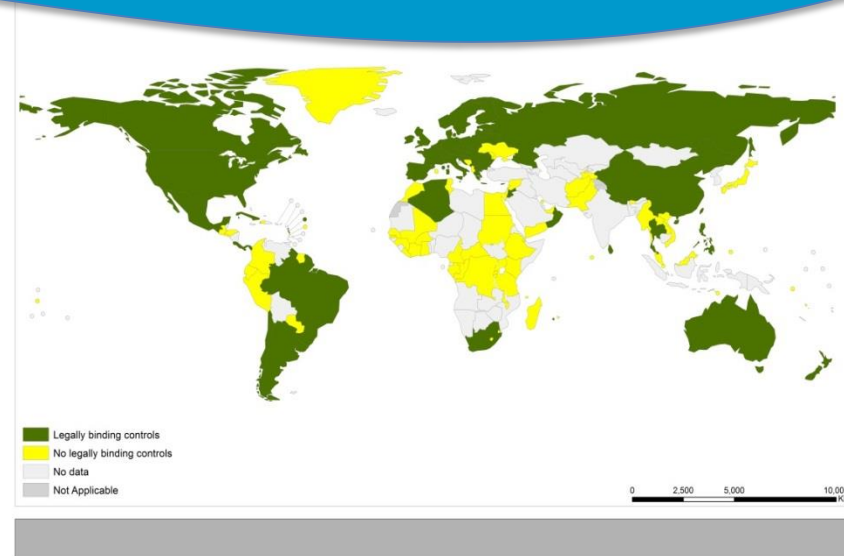 Legally binding controls
No legally binding controls
No data
Not Applicable
0 2,500 5,000 10,00
K